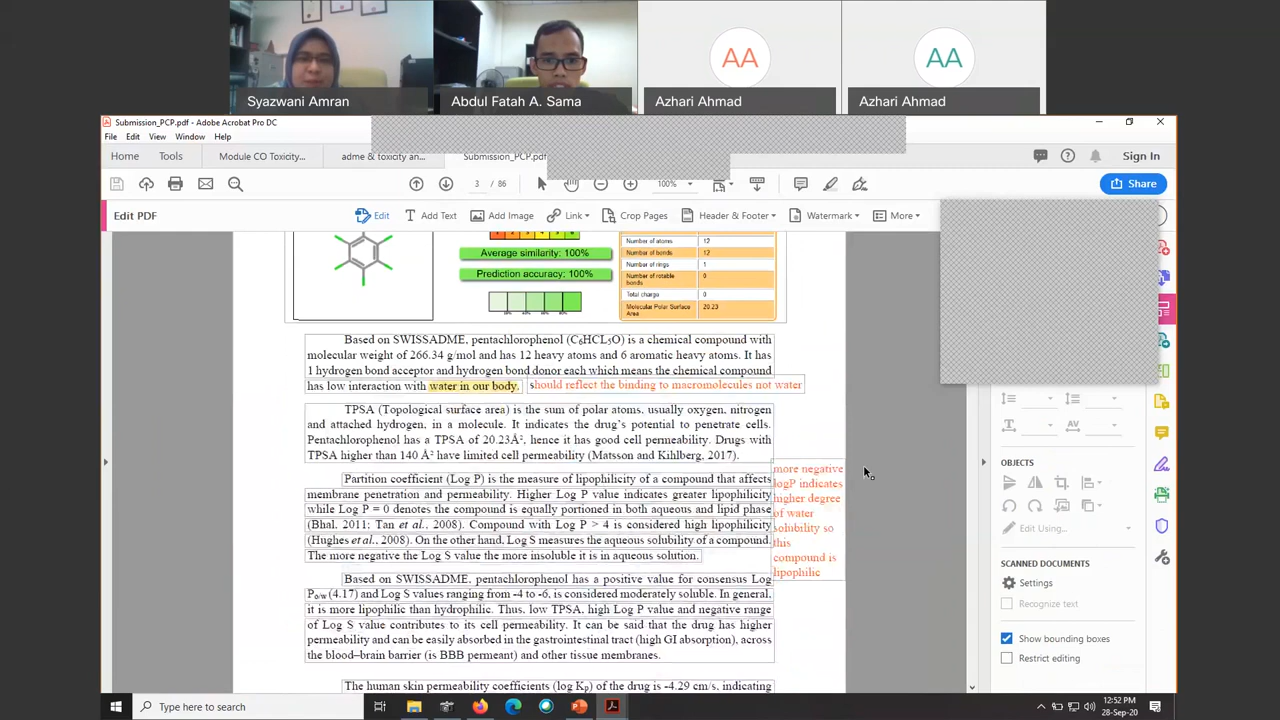 AA
AA
Syazwani Amran
Abdul Fatah A. Sama
Azhari Ahmad
Azhari Ahmad
Submission_PCP.pdf - Adobe Acrobat Pro DC
File Edit View Window Help
Home Tools Module CO Toxicity... adme & toxicity an... Submission_PCP.pdf
Sign In
3 / 86 100%
Share
Edit PDF
Edit Add Text Add Image Link Crop Pages Header & Footer Watermark More
Average similarity: 100%
Prediction accuracy: 100%
Number of atoms 12
Number of bonds 12
Number of rings 1
Number of rotable bonds 0
Total charge 0
Molecular Polar Surface Area 20.23
Based on SWISSADME, pentachlorophenol (C₆HCL₅O) is a chemical compound with
molecular weight of 266.34 g/mol and has 12 heavy atoms and 6 aromatic heavy atoms. It has
1 hydrogen bond acceptor and hydrogen bond donor each which means the chemical compound
has low interaction with water in our body. should reflect the binding to macromolecules not water
TPSA (Topological surface area) is the sum of polar atoms, usually oxygen, nitrogen
and attached hydrogen, in a molecule. It indicates the drug's potential to penetrate cells.
Pentachlorophenol has a TPSA of 20.23Å², hence it has good cell permeability. Drugs with
TPSA higher than 140 Å² have limited cell permeability (Matsson and Kihlberg, 2017).
Partition coefficient (Log P) is the measure of lipophilicity of a compound that affects
membrane penetration and permeability. Higher Log P value indicates greater lipophilicity
while Log P = 0 denotes the compound is equally portioned in both aqueous and lipid phase
(Bhal, 2011; Tan et al., 2008). Compound with Log P > 4 is considered high lipophilicity
(Hughes et al., 2008). On the other hand, Log S measures the aqueous solubility of a compound.
The more negative the Log S value the more insoluble it is in aqueous solution.
more negative
logP indicates
higher degree
of water
solubility so
this
compound is
lipophilic
Based on SWISSADME, pentachlorophenol has a positive value for consensus Log
Pₒ/w (4.17) and Log S values ranging from -4 to -6, is considered moderately soluble. In general,
it is more lipophilic than hydrophilic. Thus, low TPSA, high Log P value and negative range
of Log S value contributes to its cell permeability. It can be said that the drug has higher
permeability and can be easily absorbed in the gastrointestinal tract (high GI absorption), across
the blood–brain barrier (is BBB permeant) and other tissue membranes.
The human skin permeability coefficients (log Kp) of the drug is -4.29 cm/s, indicating
OBJECTS
Edit Using...
SCANNED DOCUMENTS
Settings
Recognize text
Show bounding boxes
Restrict editing
Type here to search
12:52 PM
28-Sep-20